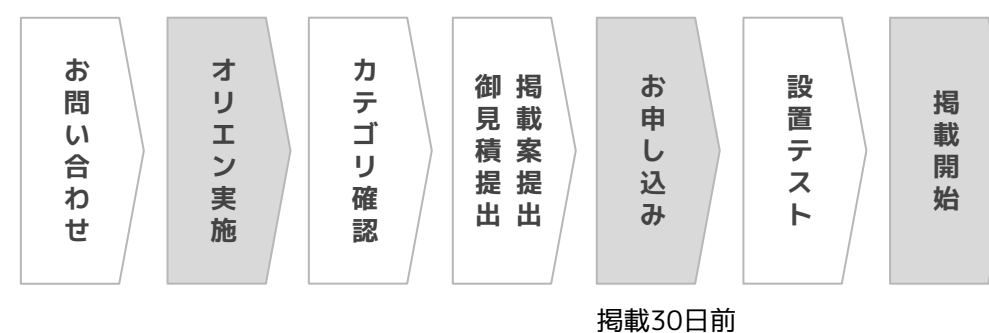 お問い合わせ
オリエン実施
カテゴリ確認
掲載案提出
御見積提出
お申し込み
設置テスト
掲載開始
掲載30日前